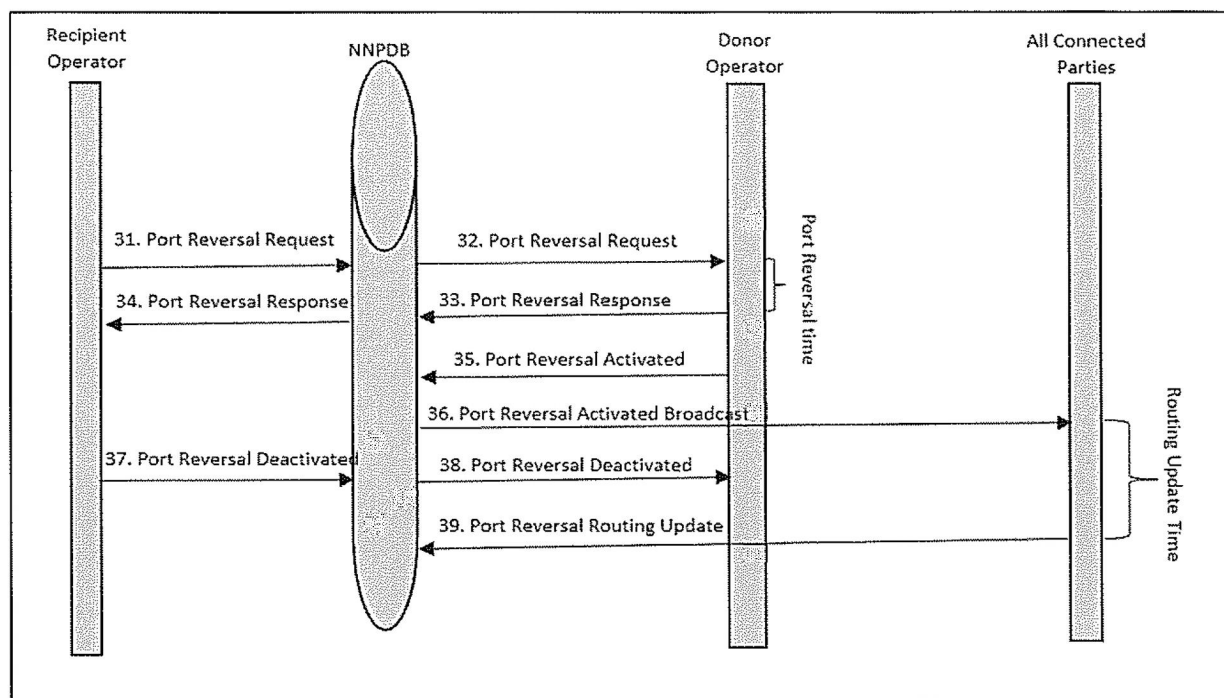 Recipient
Operator
NNPDB
Donor
Operator
All Connected
Parties
31. Port Reversal Request
32. Port Reversal Request
34. Port Reversal Response
33. Port Reversal Response
Port Reversal time
35. Port Reversal Activated
36. Port Reversal Activated Broadcast
37. Port Reversal Deactivated
38. Port Reversal Deactivated
Routing Update Time
39. Port Reversal Routing Update